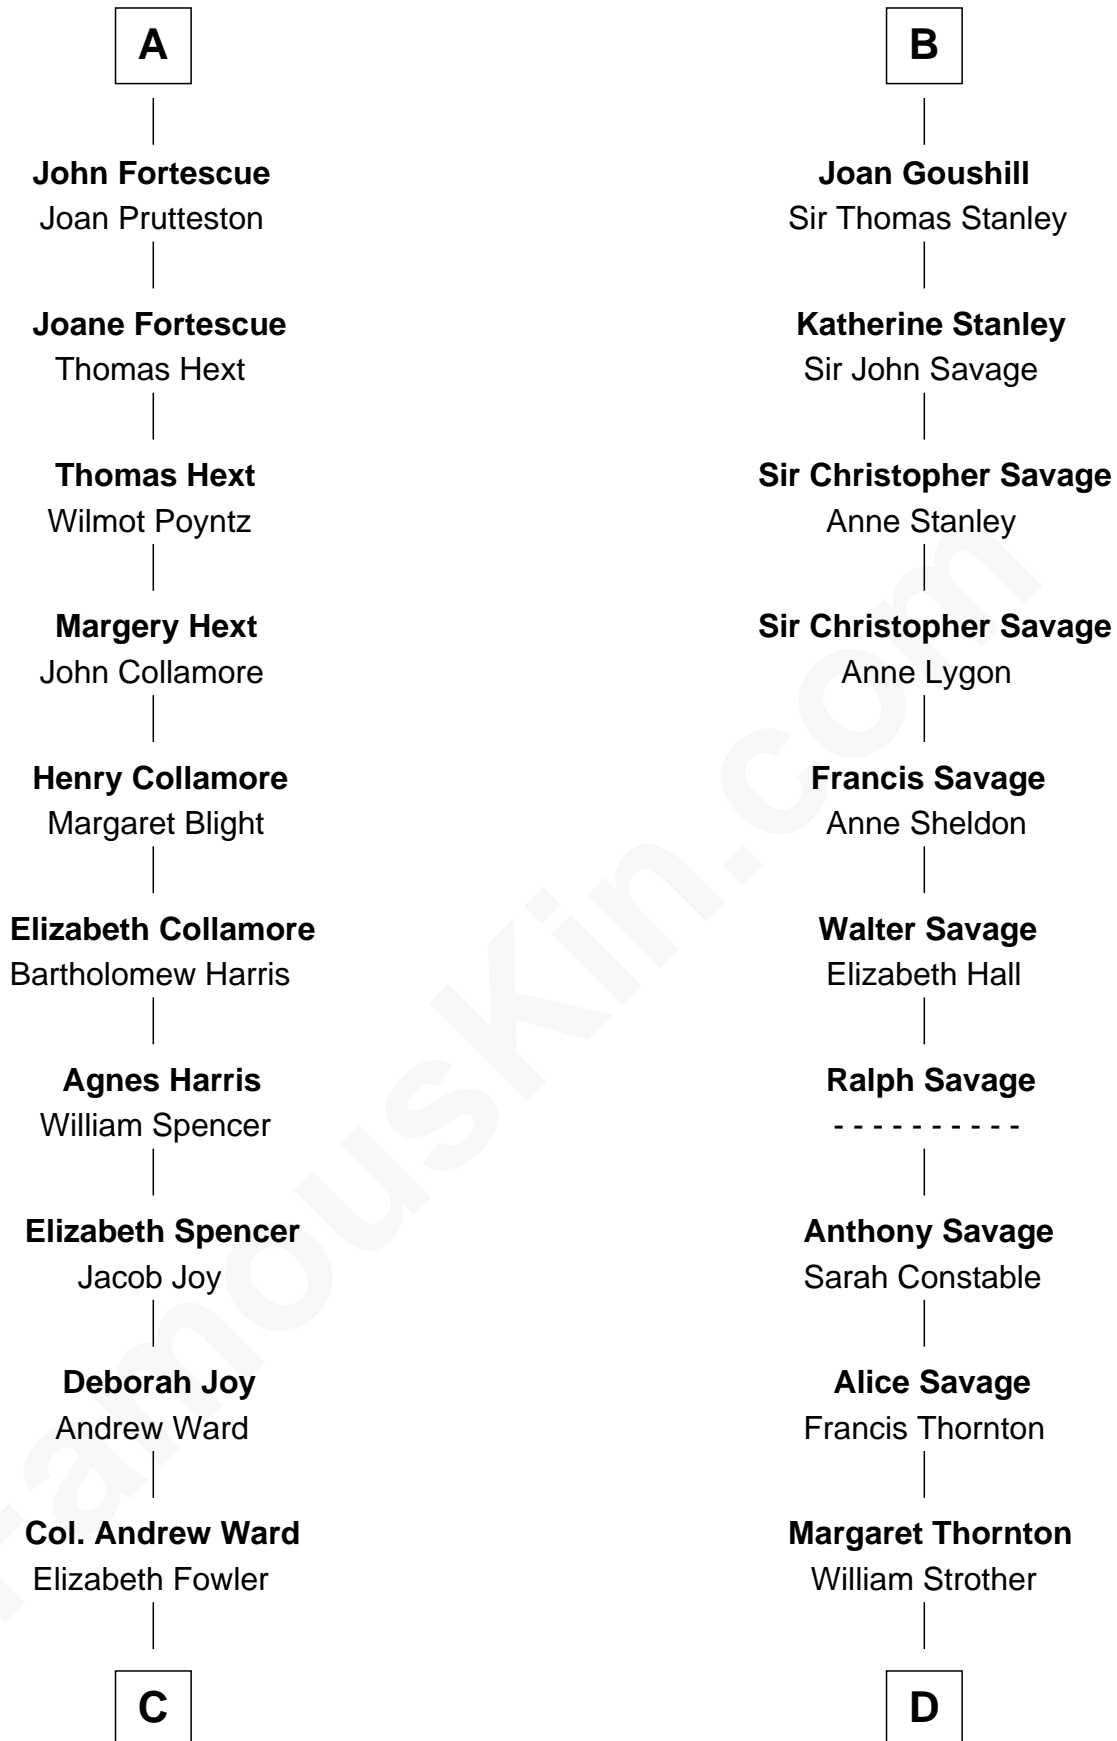 A
John Fortescue
Joan Prutteston
Joane Fortescue
Thomas Hext
Thomas Hext
Wilmot Poyntz
Margery Hext
John Collamore
Henry Collamore
Margaret Blight
Elizabeth Collamore
Bartholomew Harris
Agnes Harris
William Spencer
Elizabeth Spencer
Jacob Joy
Deborah Joy
Andrew Ward
Col. Andrew Ward
Elizabeth Fowler
C
B
Joan Goushill
Sir Thomas Stanley
Katherine Stanley
Sir John Savage
Sir Christopher Savage
Anne Stanley
Sir Christopher Savage
Anne Lygon
Francis Savage
Anne Sheldon
Walter Savage
Elizabeth Hall
Ralph Savage
- - - - - - - - - -
Anthony Savage
Sarah Constable
Alice Savage
Francis Thornton
Margaret Thornton
William Strother
D
FamousKin.com